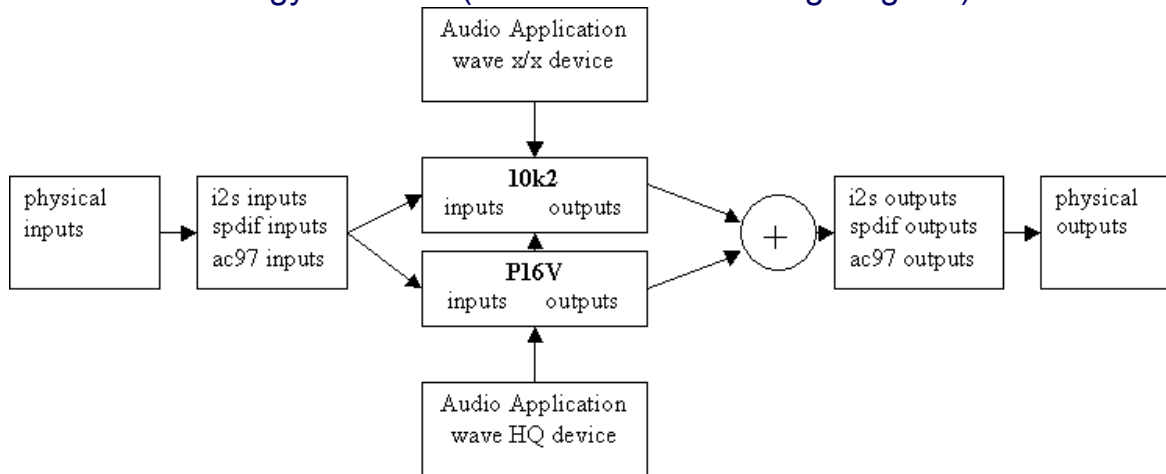 Audio Application
wave x/x device
physical
inputs
i2s inputs
spdif inputs
ac97 inputs
10k2
inputs outputs
P16V
inputs outputs
+
i2s outputs
spdif outputs
ac97 outputs
physical
outputs
Audio Application
wave HQ device